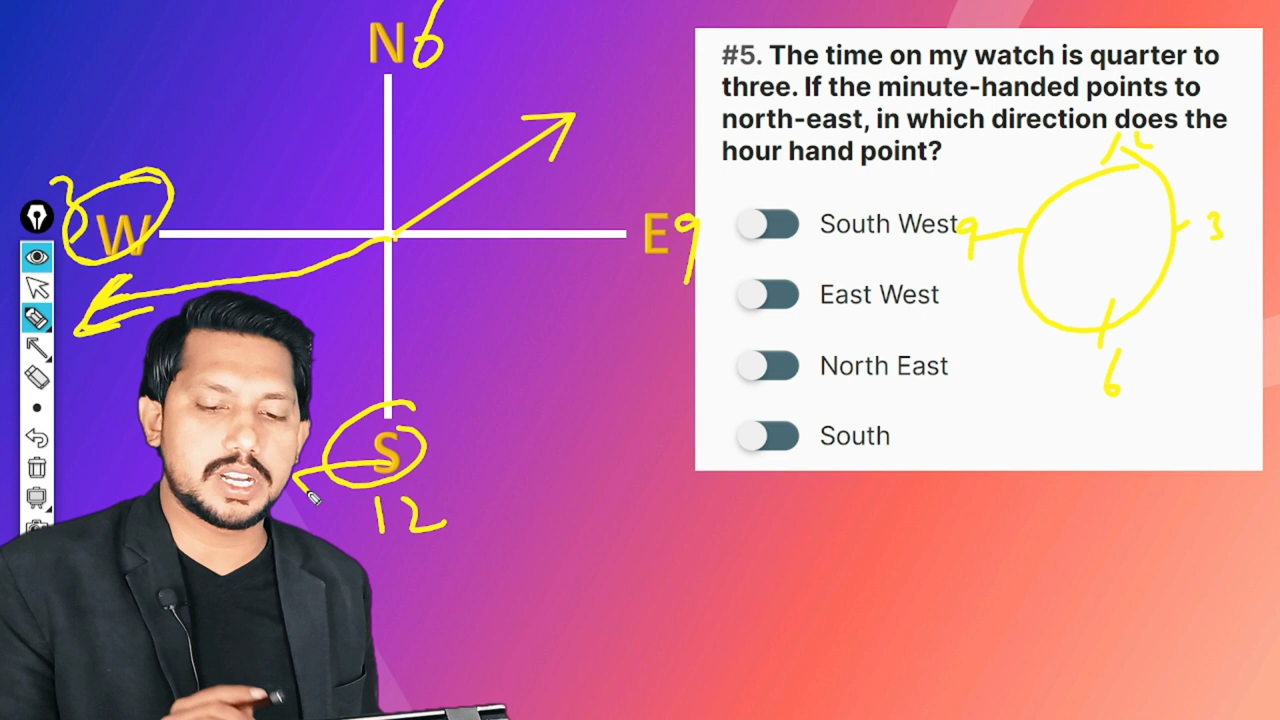 N 6
3 W
E 9
S
12
#5. The time on my watch is quarter to
three. If the minute-handed points to
north-east, in which direction does the
hour hand point?
South West
East West
North East
South
12
9
3
6